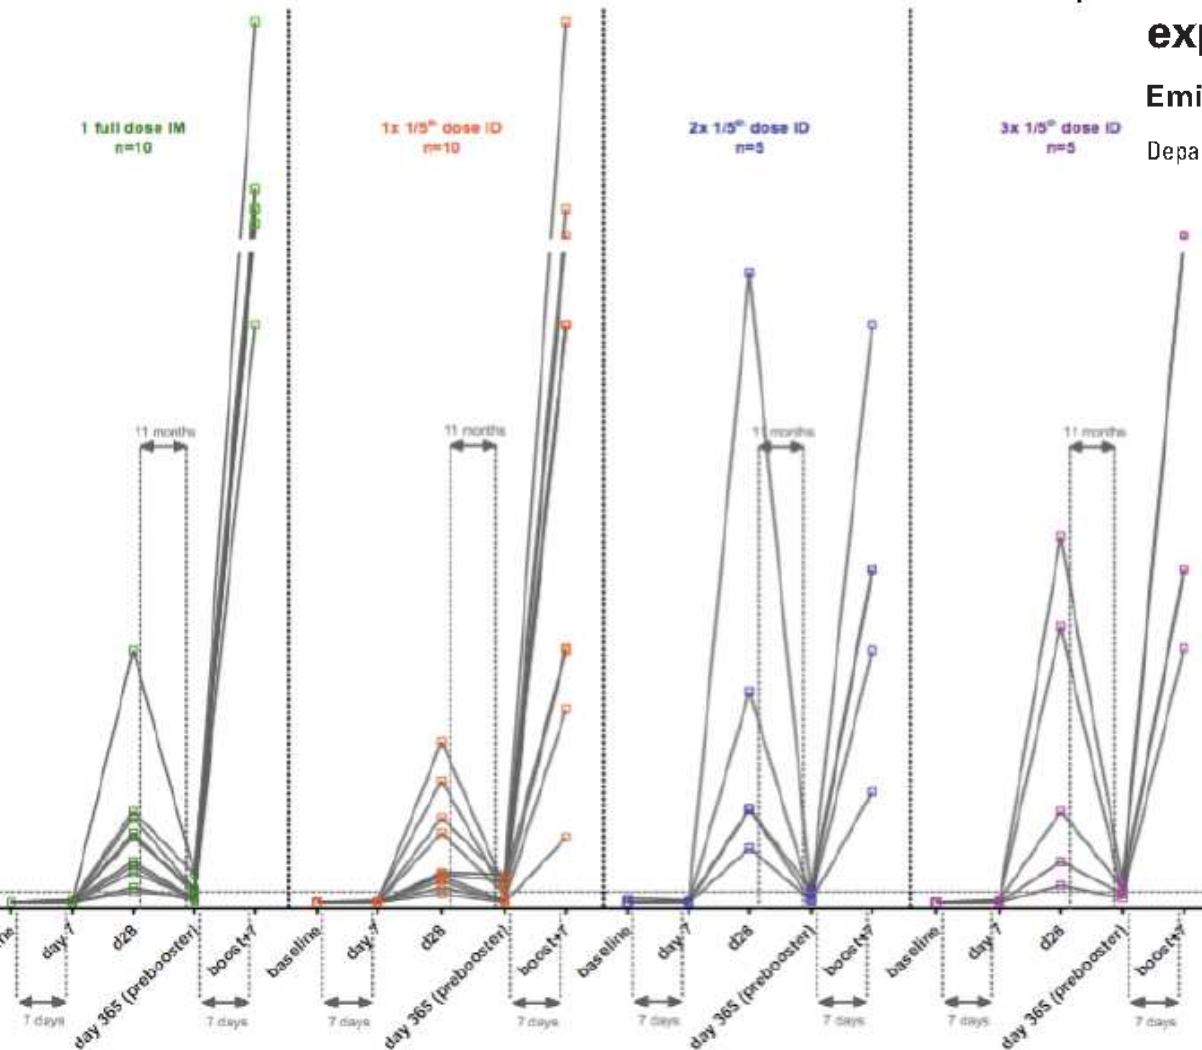 exp
Emi
Depa
1 full dose IM
n=10
1x 1/5th dose ID
n=10
2x 1/5th dose ID
n=5
3x 1/5th dose ID
n=5
11 months
11 months
11 months
11 months
day 7
d28
day 365 (prebooster)
boost+7
baseline
day 7
d28
day 365 (prebooster)
boost+7
baseline
day 7
d28
day 365 (prebooster)
boost+7
baseline
day 7
d28
day 365 (prebooster)
boost+7
7 days
7 days
7 days
7 days
7 days
7 days
7 days
7 days